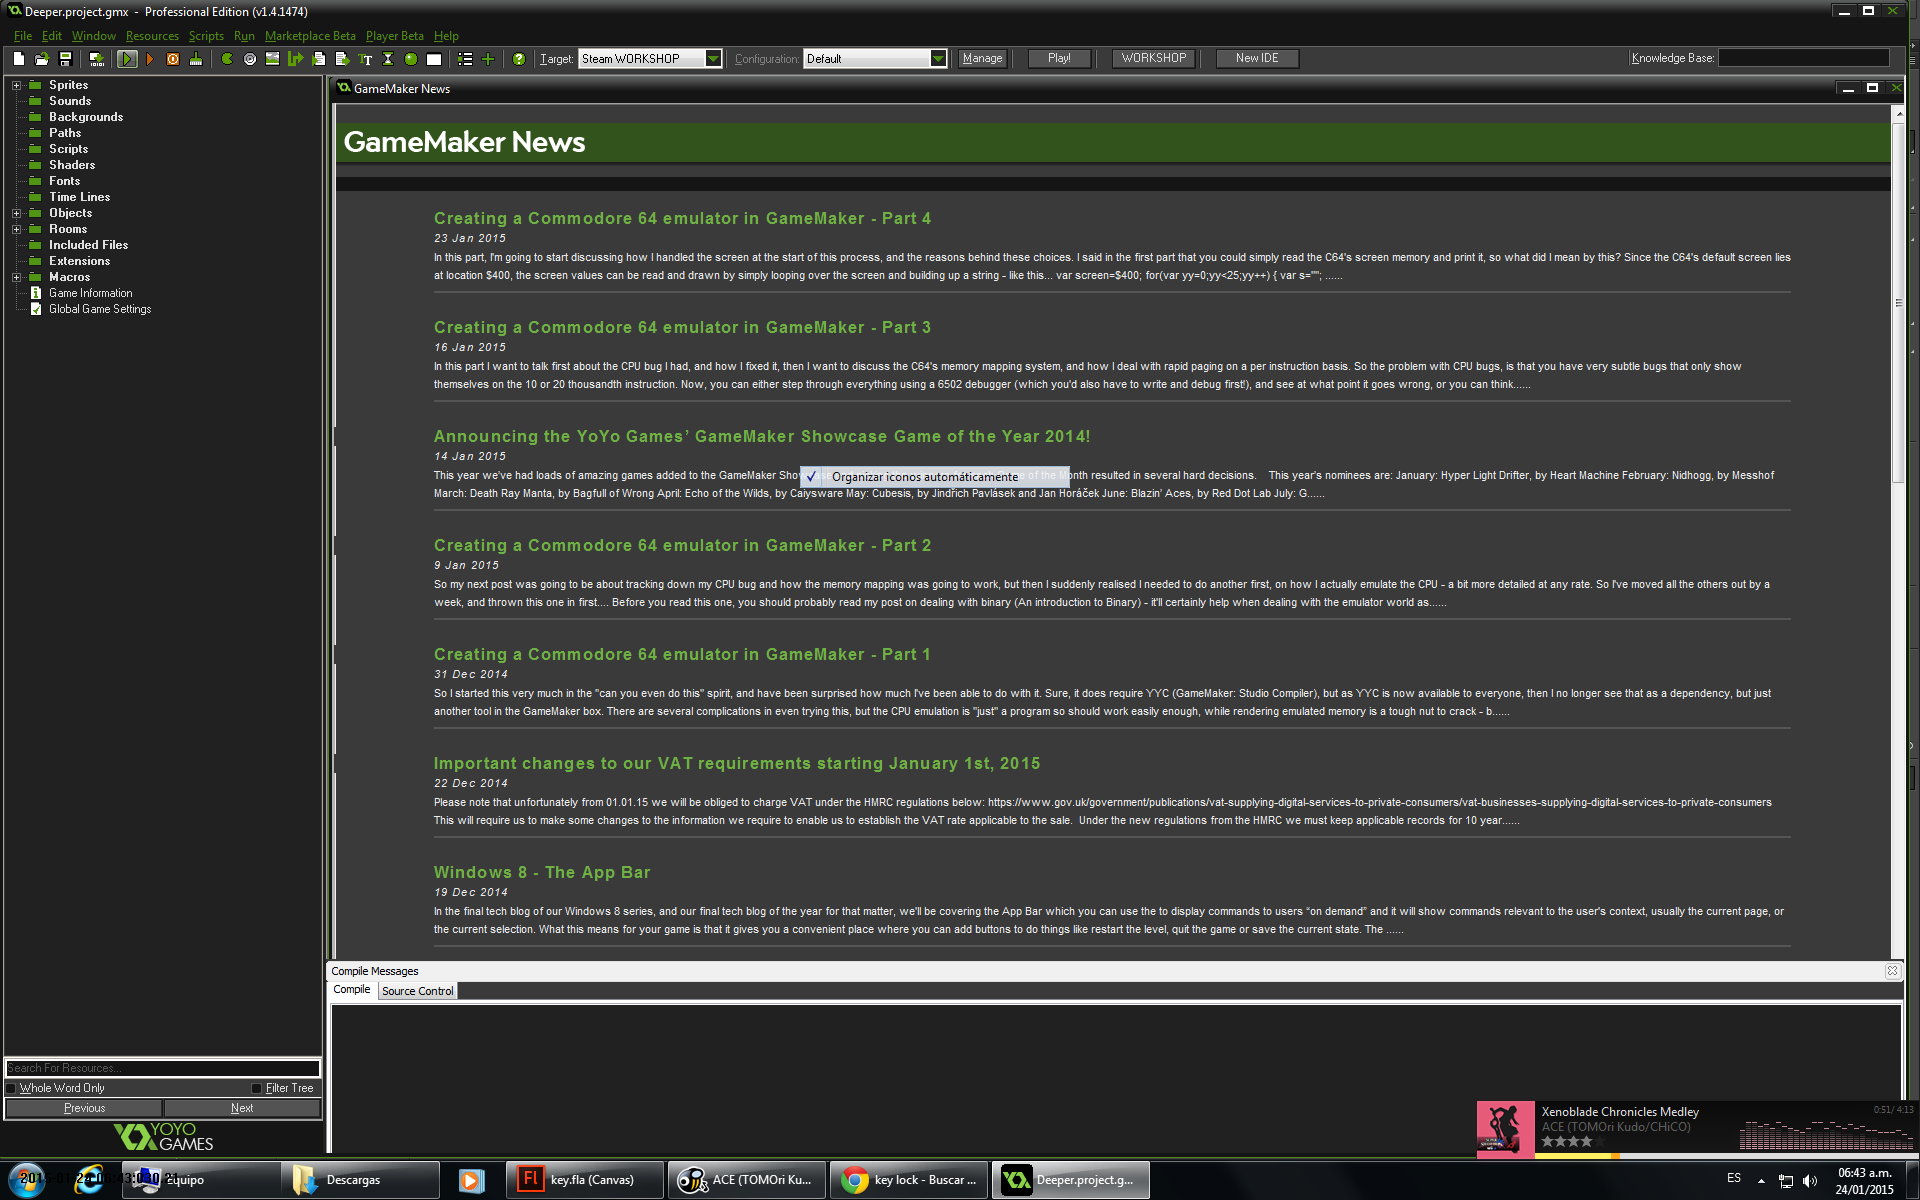 Deeper.project.gmx - Professional Edition (v1.4.1474)
File Edit Window Resources Scripts Run Marketplace Beta Player Beta Help
Target: Steam WORKSHOP Configuration: Default Manage Play! WORKSHOP New IDE Knowledge Base:
Sprites
Sounds
Backgrounds
Paths
Scripts
Shaders
Fonts
Time Lines
Objects
Rooms
Included Files
Extensions
Macros
Game Information
Global Game Settings
Search For Resources...
Whole Word Only Filter Tree
Previous Next
YOYO
GAMES
GameMaker News
GameMaker News
Creating a Commodore 64 emulator in GameMaker - Part 4
23 Jan 2015
In this part, I'm going to start discussing how I handled the screen at the start of this process, and the reasons behind these choices. I said in the first part that you could simply read the C64's screen memory and print it, so what did I mean by this? Since the C64's default screen lies
at location $400, the screen values can be read and drawn by simply looping over the screen and building up a string - like this... var screen=$400; for(var yy=0;yy<25;yy++) { var s=""; ......
Creating a Commodore 64 emulator in GameMaker - Part 3
16 Jan 2015
In this part I want to talk first about the CPU bug I had, and how I fixed it, then I want to discuss the C64's memory mapping system, and how I deal with rapid paging on a per instruction basis. So the problem with CPU bugs, is that you have very subtle bugs that only show
themselves on the 10 or 20 thousandth instruction. Now, you can either step through everything using a 6502 debugger (which you'd also have to write and debug first!), and see at what point it goes wrong, or you can think......
Announcing the YoYo Games’ GameMaker Showcase Game of the Year 2014!
14 Jan 2015
This year we've had loads of amazing games added to the GameMaker of the Month resulted in several hard decisions. This year's nominees are: January: Hyper Light Drifter, by Heart Machine February: Nidhogg, by Messhof
Organizar iconos automáticamente
March: Death Ray Manta, by Bagfull of Wrong April: Echo of the Wilds, by Caiysware May: Cubesis, by Jindřich Pavlásek and Jan Horáček June: Blazin' Aces, by Red Dot Lab July: G......
Creating a Commodore 64 emulator in GameMaker - Part 2
9 Jan 2015
So my next post was going to be about tracking down my CPU bug and how the memory mapping was going to work, but then I suddenly realised I needed to do another first, on how I actually emulate the CPU - a bit more detailed at any rate. So I've moved all the others out by a
week, and thrown this one in first.... Before you read this one, you should probably read my post on dealing with binary (An introduction to Binary) - it'll certainly help when dealing with the emulator world as......
Creating a Commodore 64 emulator in GameMaker - Part 1
31 Dec 2014
So I started this very much in the "can you even do this" spirit, and have been surprised how much I've been able to do with it. Sure, it does require YYC (GameMaker: Studio Compiler), but as YYC is now available to everyone, then I no longer see that as a dependency, but just
another tool in the GameMaker box. There are several complications in even trying this, but the CPU emulation is "just" a program so should work easily enough, while rendering emulated memory is a tough nut to crack - b......
Important changes to our VAT requirements starting January 1st, 2015
22 Dec 2014
Please note that unfortunately from 01.01.15 we will be obliged to charge VAT under the HMRC regulations below: https://www.gov.uk/government/publications/vat-supplying-digital-services-to-private-consumers/vat-businesses-supplying-digital-services-to-private-consumers
This will require us to make some changes to the information we require to enable us to establish the VAT rate applicable to the sale. Under the new regulations from the HMRC we must keep applicable records for 10 year......
Windows 8 - The App Bar
19 Dec 2014
In the final tech blog of our Windows 8 series, and our final tech blog of the year for that matter, we'll be covering the App Bar which you can use the to display commands to users “on demand” and it will show commands relevant to the user's context, usually the current page, or
the current selection. What this means for your game is that it gives you a convenient place where you can add buttons to do things like restart the level, quit the game or save the current state. The ......
Compile Messages
Compile Source Control
Xenoblade Chronicles Medley 0:51/ 4:13
ACE (TOMOri Kudo/CHiCO)
Equipo Descargas key.fla (Canvas) ACE (TOMOri Ku... key lock - Buscar ... Deeper.project.g... ES 06:43 a.m.
24/01/2015